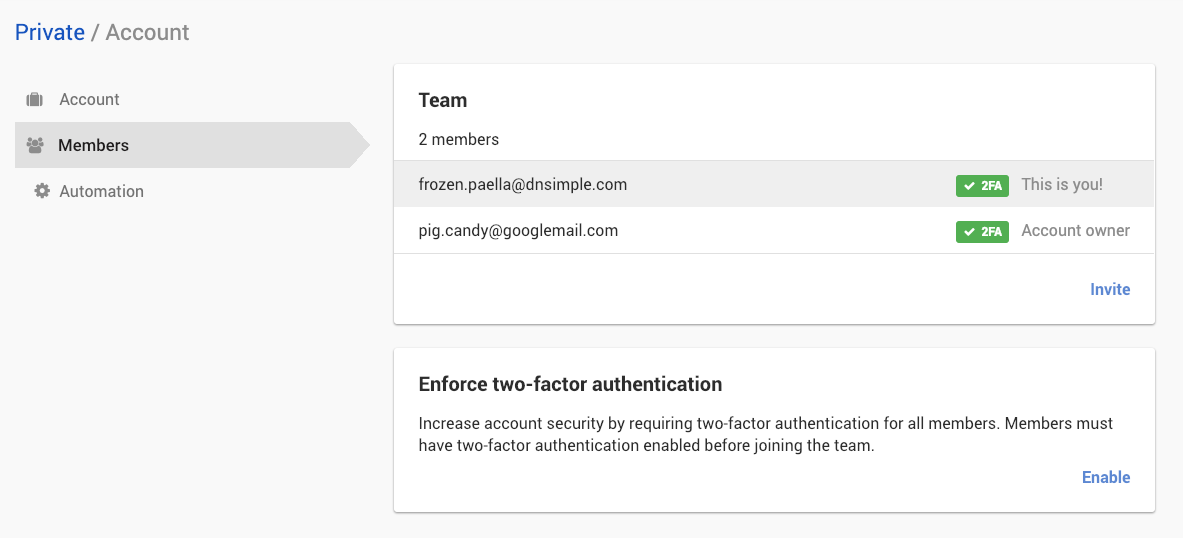 Private / Account
Account
Members
Automation
Team
2 members
frozen.paella@dnsimple.com 2FA This is you!
pig.candy@googlemail.com 2FA Account owner
Invite
Enforce two-factor authentication
Increase account security by requiring two-factor authentication for all members. Members must
have two-factor authentication enabled before joining the team.
Enable